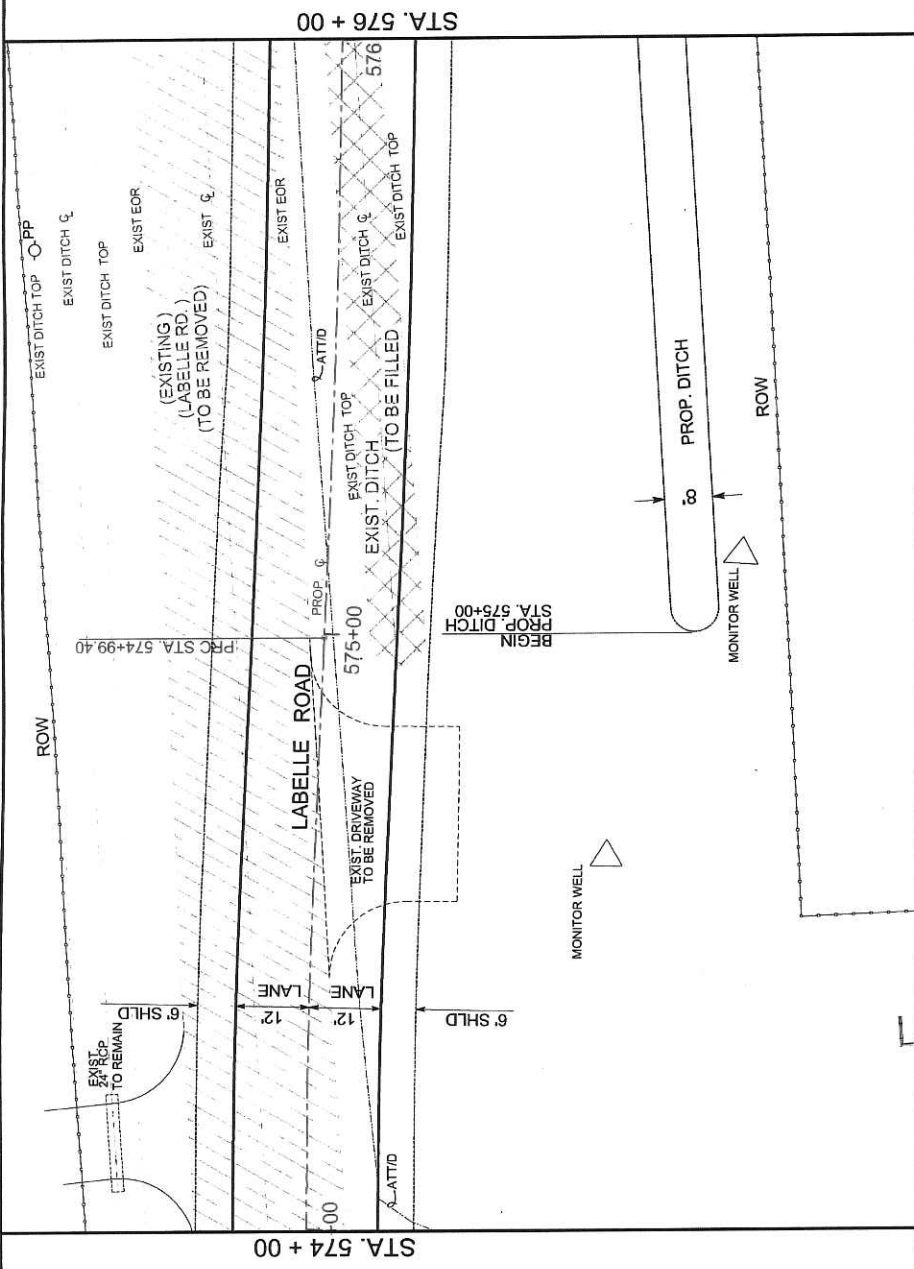 STA. 576 + 00
EXIST DITCH TOP
PP
EXIST DITCH ℄
EXIST DITCH TOP
EXIST EOR
EXIST ℄
EXIST EOR
(EXISTING)
(LABELLE RD.)
(TO BE REMOVED)
576
EXIST DITCH ℄
EXIST DITCH TOP
ATT/D
EXIST DITCH TOP
EXIST. DITCH
(TO BE FILLED
PROP ℄
ROW
PRC STA. 574+99.40
575+00
LABELLE ROAD
EXIST. DRIVEWAY
TO BE REMOVED
BEGIN
PROP. DITCH
STA. 575+00
8'
PROP. DITCH
ROW
MONITOR WELL
MONITOR WELL
6' SHLD
12'
LANE
12'
LANE
6' SHLD
EXIST.
24" RCP
TO REMAIN
ATT/D
00
STA. 574 + 00